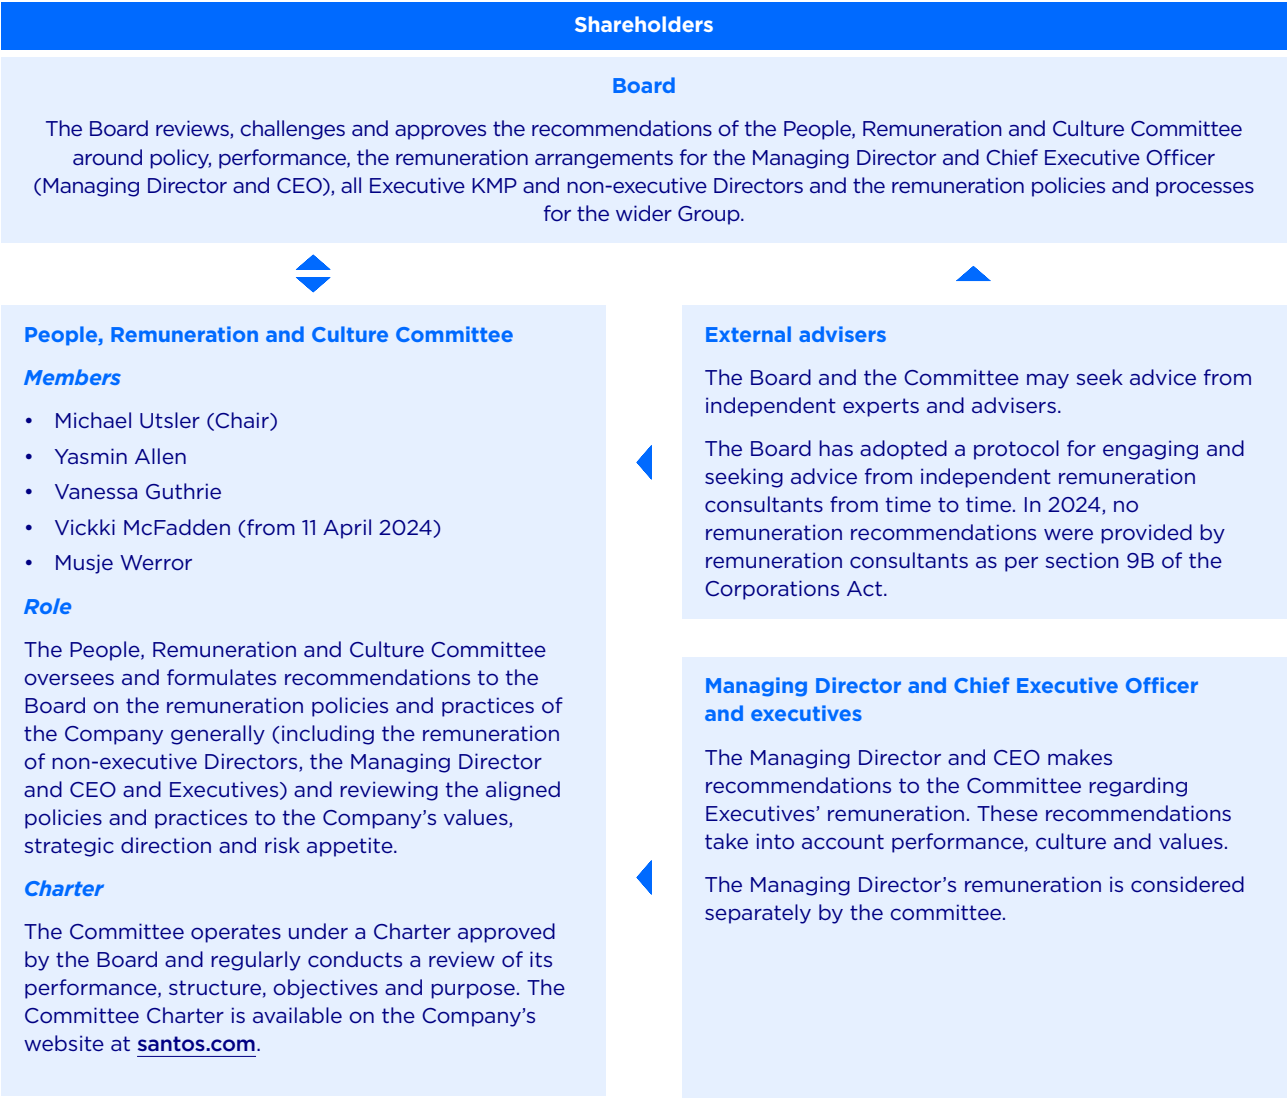 Shareholders
Board
The Board reviews, challenges and approves the recommendations of the People, Remuneration and Culture Committee
around policy, performance, the remuneration arrangements for the Managing Director and Chief Executive Officer
(Managing Director and CEO), all Executive KMP and non-executive Directors and the remuneration policies and processes
for the wider Group.
People, Remuneration and Culture Committee
Members
• Michael Utsler (Chair)
• Yasmin Allen
• Vanessa Guthrie
• Vickki McFadden (from 11 April 2024)
• Musje Werror
Role
The People, Remuneration and Culture Committee
oversees and formulates recommendations to the
Board on the remuneration policies and practices of
the Company generally (including the remuneration
of non-executive Directors, the Managing Director
and CEO and Executives) and reviewing the aligned
policies and practices to the Company’s values,
strategic direction and risk appetite.
Charter
The Committee operates under a Charter approved
by the Board and regularly conducts a review of its
performance, structure, objectives and purpose. The
Committee Charter is available on the Company’s
website at santos.com.
External advisers
The Board and the Committee may seek advice from
independent experts and advisers.
The Board has adopted a protocol for engaging and
seeking advice from independent remuneration
consultants from time to time. In 2024, no
remuneration recommendations were provided by
remuneration consultants as per section 9B of the
Corporations Act.
Managing Director and Chief Executive Officer
and executives
The Managing Director and CEO makes
recommendations to the Committee regarding
Executives’ remuneration. These recommendations
take into account performance, culture and values.
The Managing Director’s remuneration is considered
separately by the committee.